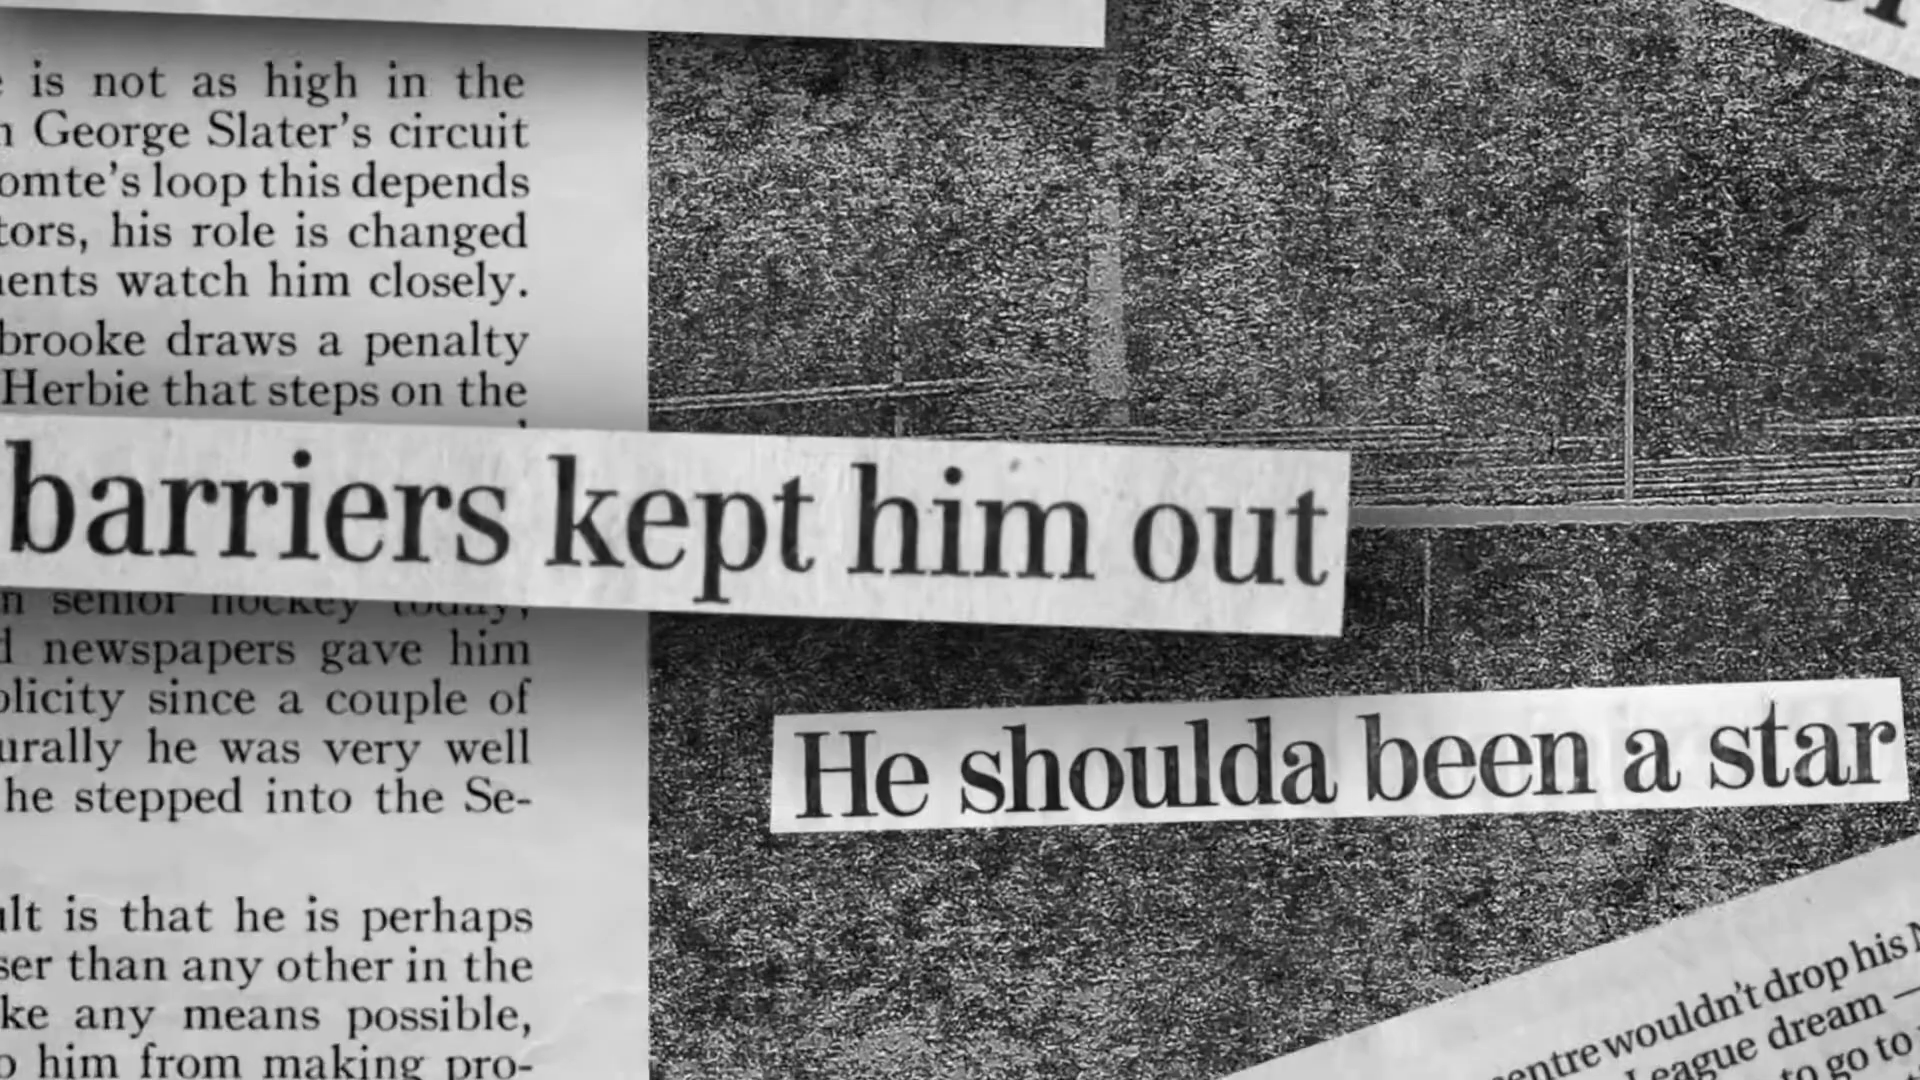 is not as high in the
George Slater's circuit
omte's loop this depends
tors, his role is changed
ents watch him closely.
brooke draws a penalty
Herbie that steps on the
barriers kept him out
senior hockey today,
newspapers gave him
licity since a couple of
urally he was very well
he stepped into the Se-
lt is that he is perhaps
ser than any other in the
ke any means possible,
him from making pro-
He shoulda been a star
entre wouldn't drop his
League dream —
to go to